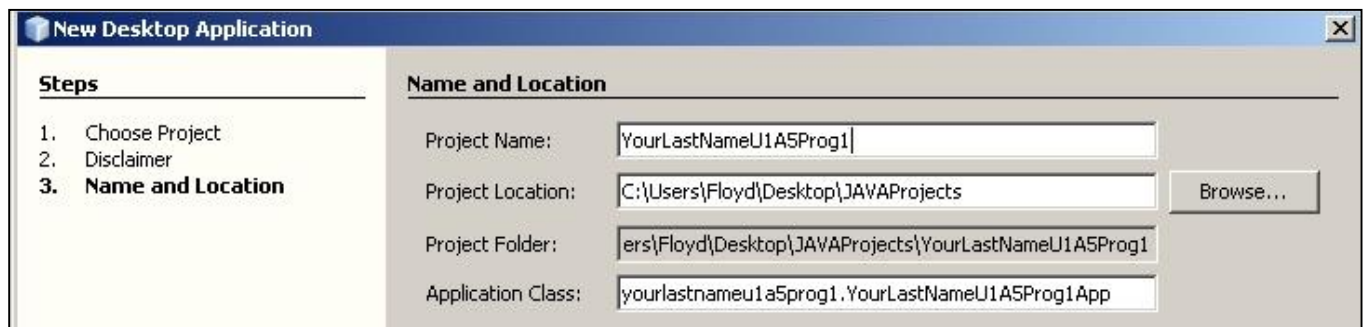 New Desktop Application
Steps
1. Choose Project
2. Disclaimer
3. Name and Location
Name and Location
Project Name: YourLastNameU1A5Prog1
Project Location: C:\Users\Floyd\Desktop\JAVAProjects Browse...
Project Folder: ers\Floyd\Desktop\JAVAProjects\YourLastNameU1A5Prog1
Application Class: yourlastnameu1a5prog1.YourLastNameU1A5Prog1App